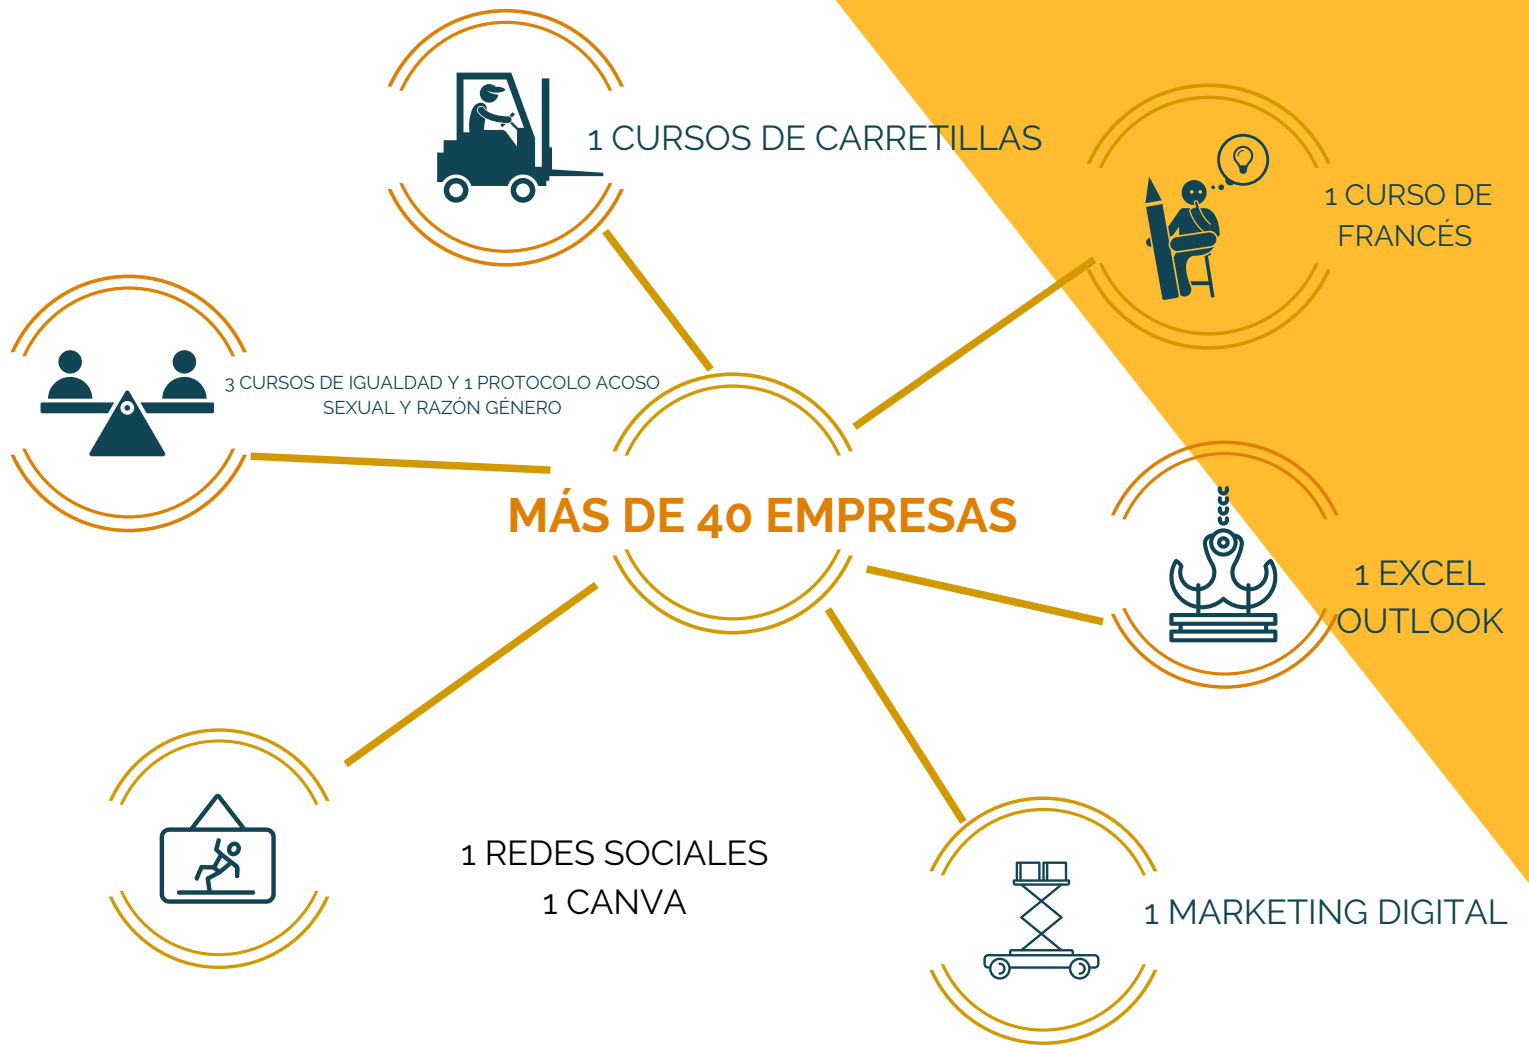 1 CURSOS DE CARRETILLAS
1 CURSO DE
FRANCÉS
3 CURSOS DE IGUALDAD Y 1 PROTOCOLO ACOSO
SEXUAL Y RAZÓN GÉNERO
MÁS DE 40 EMPRESAS
1 EXCEL
OUTLOOK
1 REDES SOCIALES
1 CANVA
1 MARKETING DIGITAL